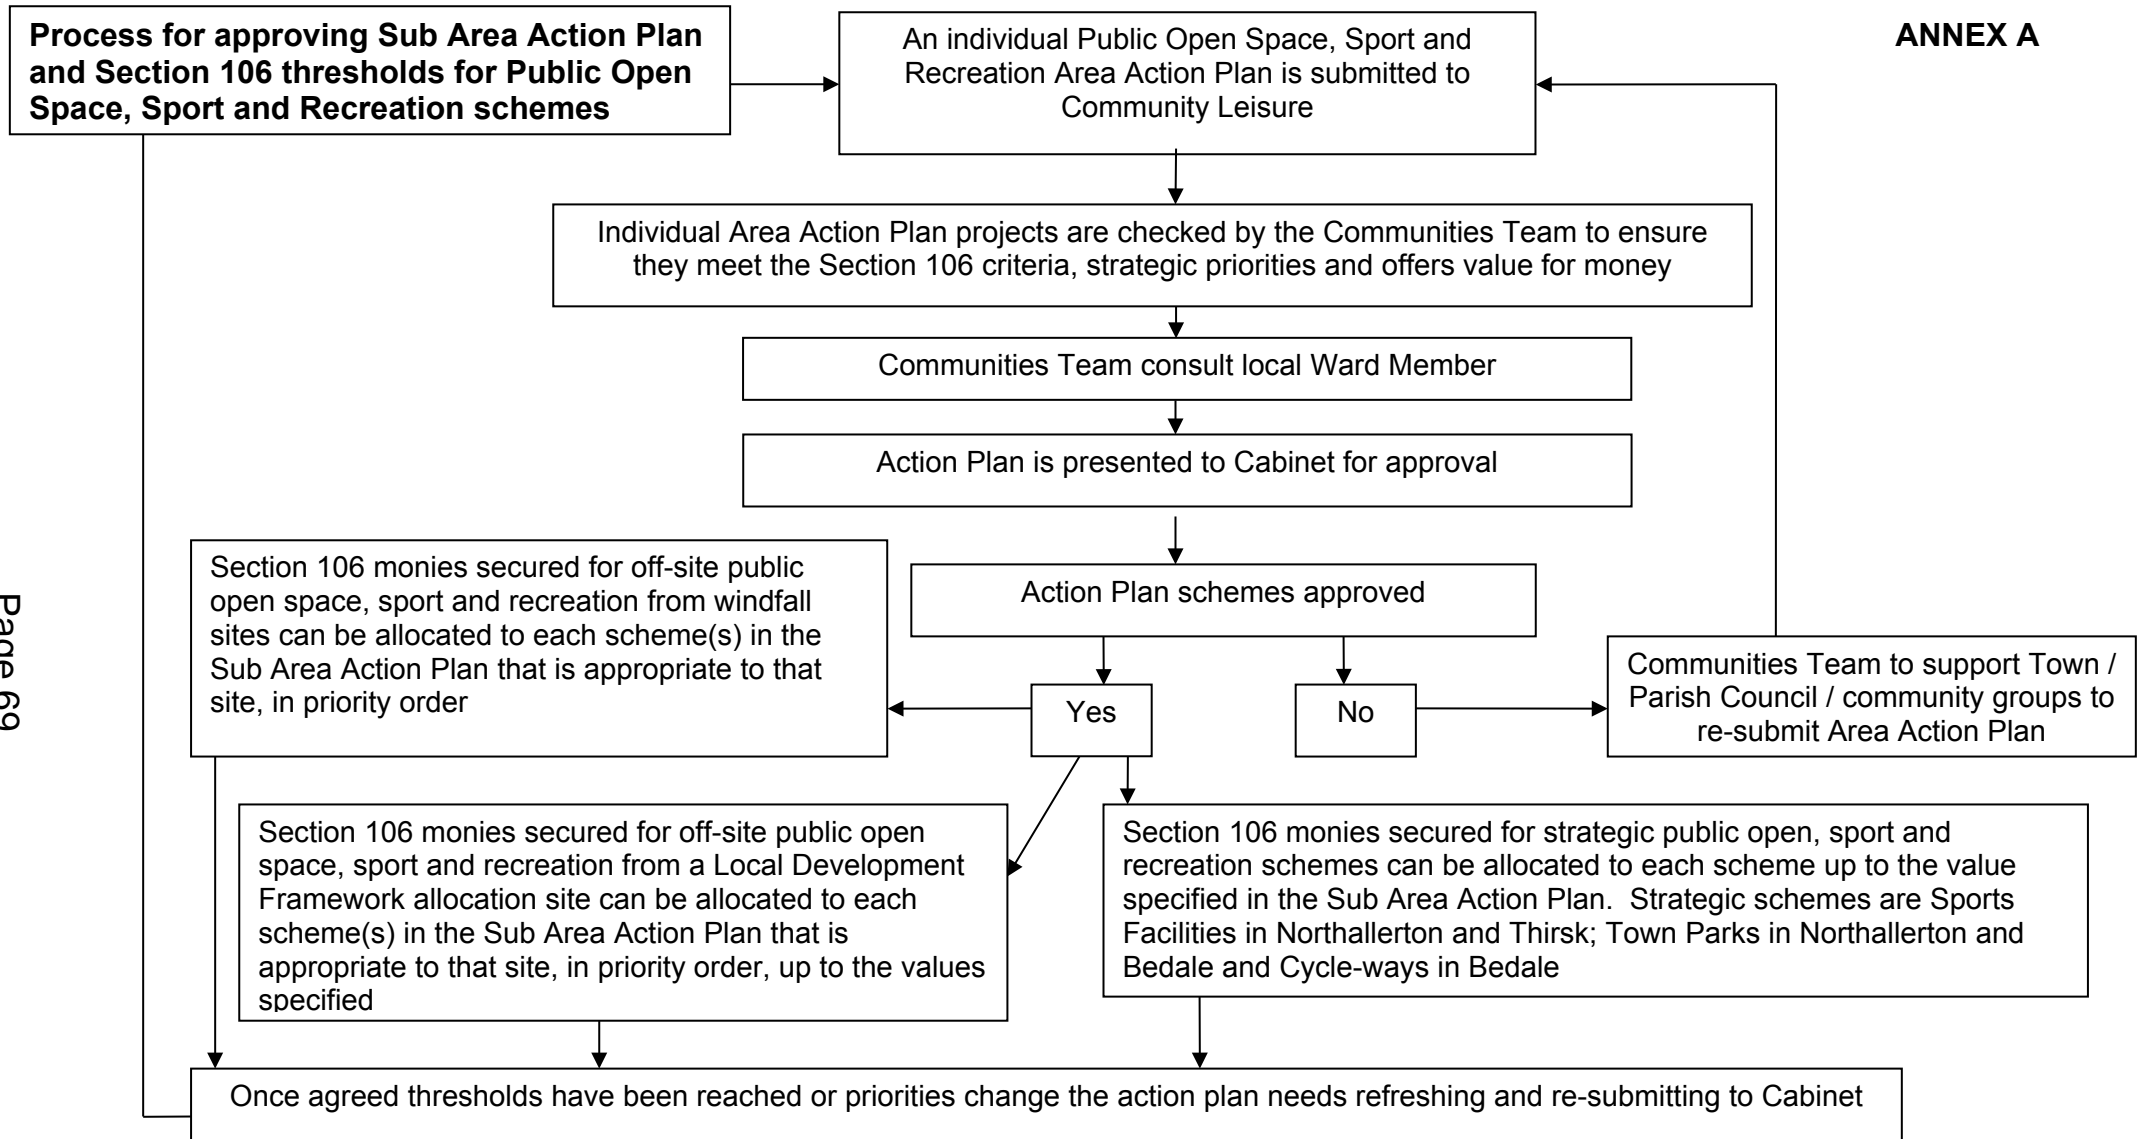 Process for approving Sub Area Action Plan
and Section 106 thresholds for Public Open
Space, Sport and Recreation schemes
An individual Public Open Space, Sport and
Recreation Area Action Plan is submitted to
Community Leisure
ANNEX A
Individual Area Action Plan projects are checked by the Communities Team to ensure
they meet the Section 106 criteria, strategic priorities and offers value for money
Communities Team consult local Ward Member
Action Plan is presented to Cabinet for approval
Action Plan schemes approved
Yes
No
Communities Team to support Town /
Parish Council / community groups to
re-submit Area Action Plan
Section 106 monies secured for off-site public
open space, sport and recreation from windfall
sites can be allocated to each scheme(s) in the
Sub Area Action Plan that is appropriate to that
site, in priority order
Section 106 monies secured for off-site public open
space, sport and recreation from a Local Development
Framework allocation site can be allocated to each
scheme(s) in the Sub Area Action Plan that is
appropriate to that site, in priority order, up to the values
specified
Section 106 monies secured for strategic public open, sport and
recreation schemes can be allocated to each scheme up to the value
specified in the Sub Area Action Plan.  Strategic schemes are Sports
Facilities in Northallerton and Thirsk; Town Parks in Northallerton and
Bedale and Cycle-ways in Bedale
Once agreed thresholds have been reached or priorities change the action plan needs refreshing and re-submitting to Cabinet
Page 69